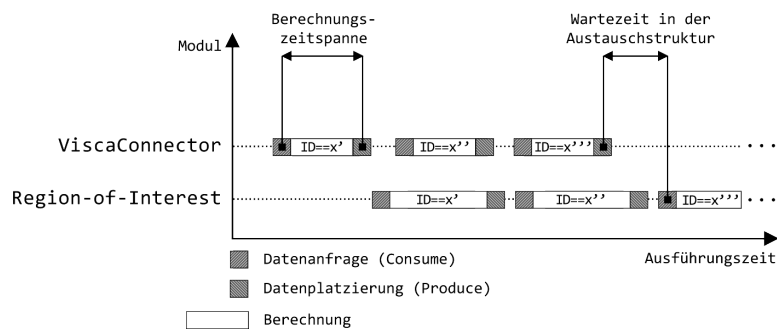 Berechnungs-
zeitspanne
Wartezeit in der
Austauschstruktur
Modul
ViscaConnector
ID==x'
ID==x''
ID==x'''
...
Region-of-Interest
ID==x'
ID==x''
ID==x'''
...
Ausführungszeit
Datenanfrage (Consume)
Datenplatzierung (Produce)
Berechnung